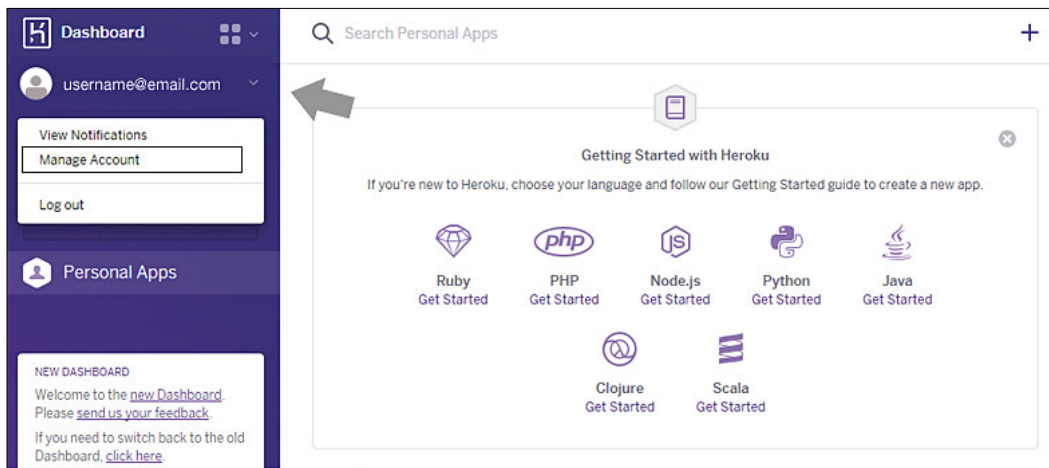 Dashboard
username@email.com
View Notifications
Manage Account
Log out
Personal Apps
NEW DASHBOARD
Welcome to the new Dashboard.
Please send us your feedback.
If you need to switch back to the old
Dashboard, click here.
Search Personal Apps
Getting Started with Heroku
If you're new to Heroku, choose your language and follow our Getting Started guide to create a new app.
Ruby
Get Started
php
PHP
Get Started
JS
Node.js
Get Started
Python
Get Started
Java
Get Started
Clojure
Get Started
Scala
Get Started